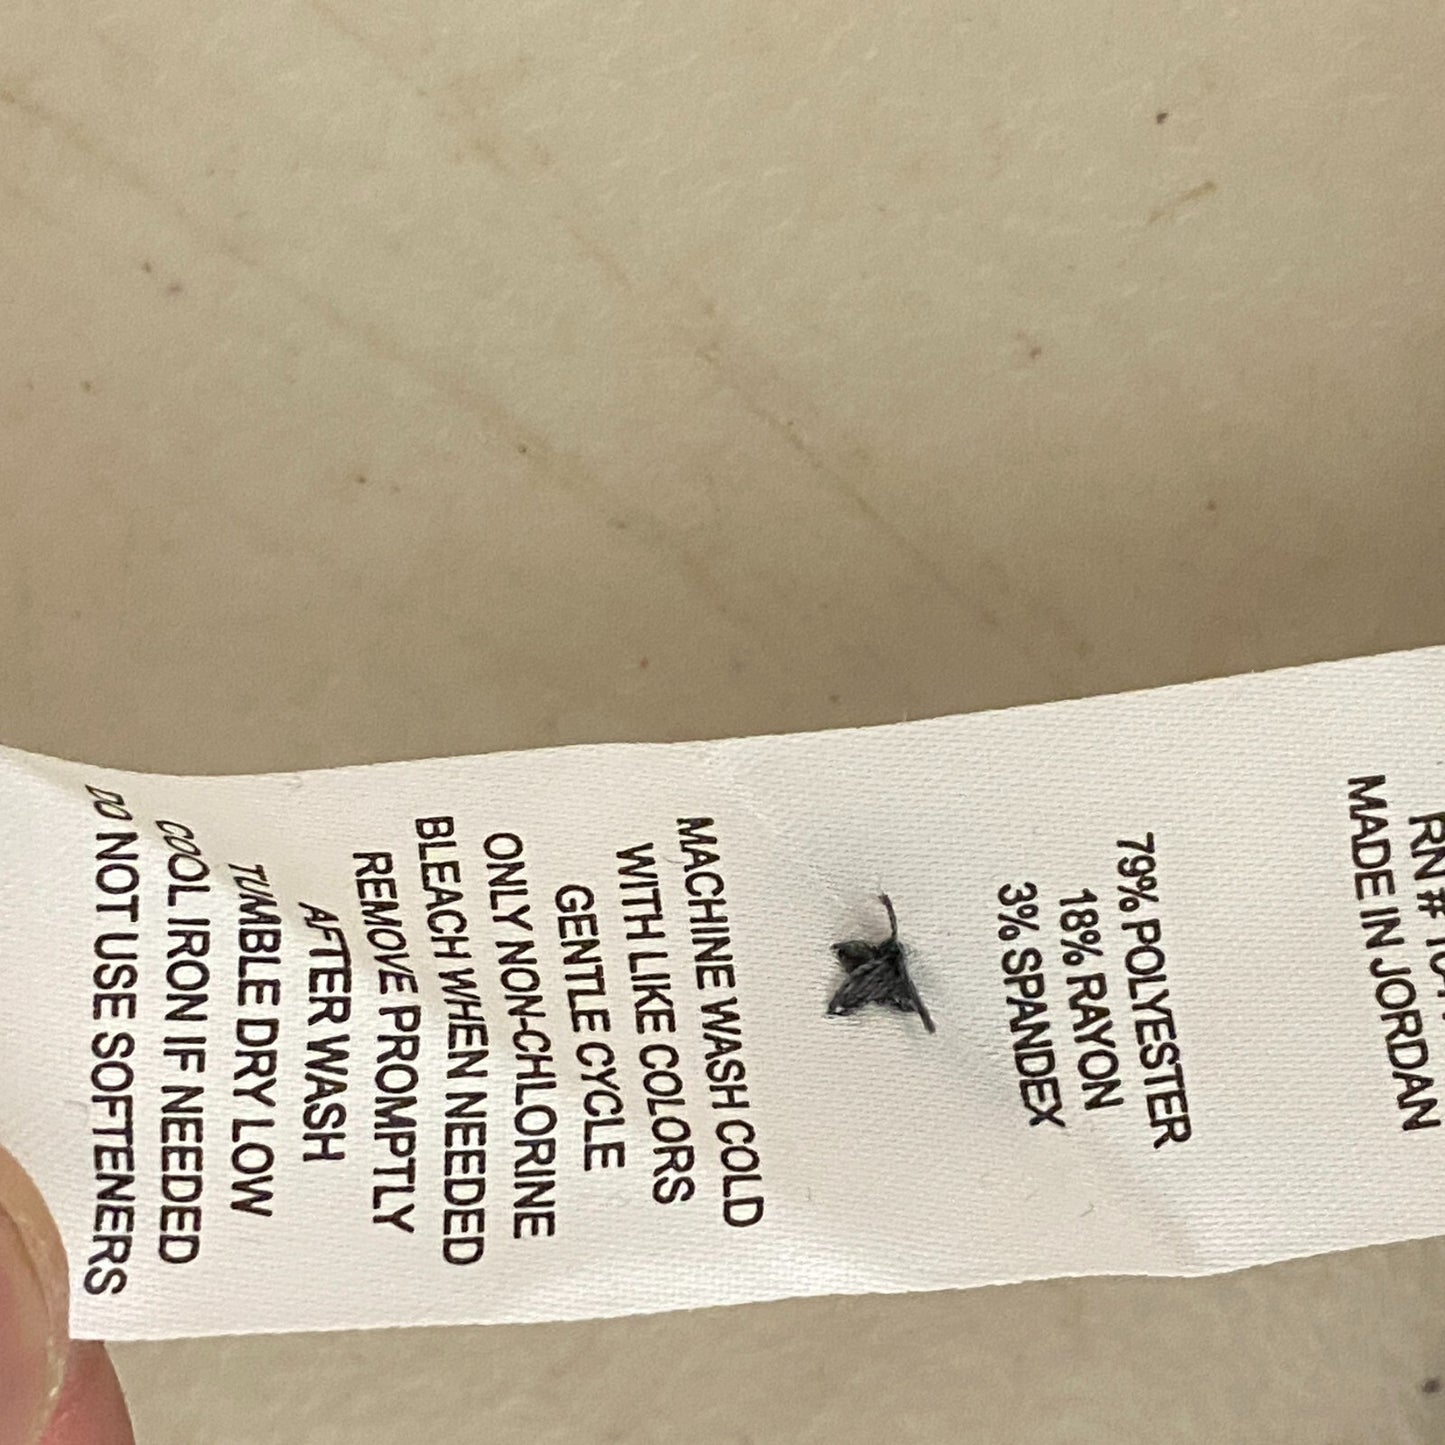 RN #
MADE IN JORDAN
79% POLYESTER
18% RAYON
3% SPANDEX
MACHINE WASH COLD
WITH LIKE COLORS
GENTLE CYCLE
ONLY NON-CHLORINE
BLEACH WHEN NEEDED
REMOVE PROMPTLY
AFTER WASH
TUMBLE DRY LOW
COOL IRON IF NEEDED
DO NOT USE SOFTENERS